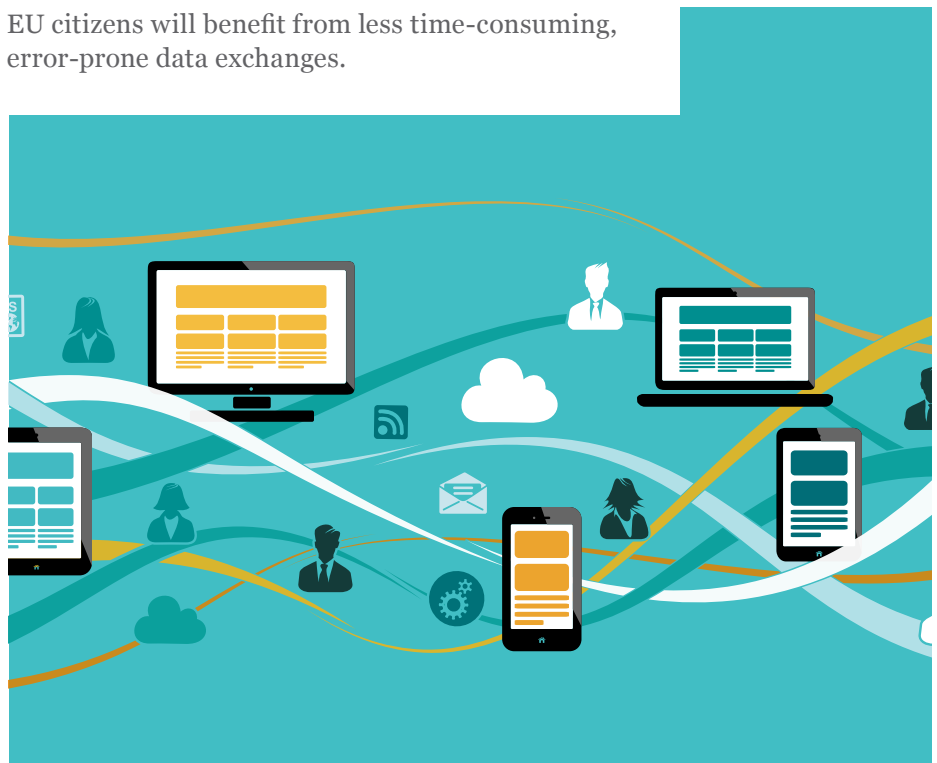 EU citizens will benefit from less time-consuming,
error-prone data exchanges.
S